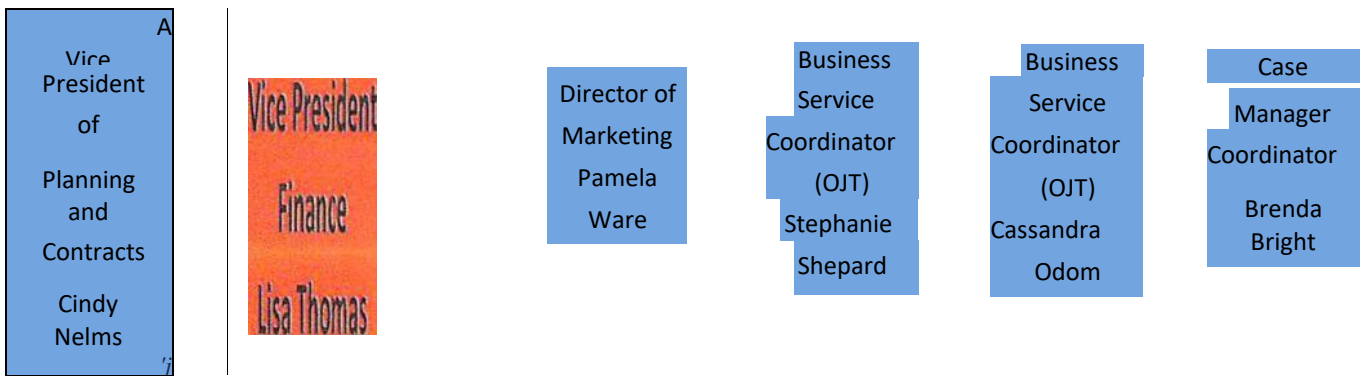 A
Vice
President
of
Planning
and
Contracts
Cindy
Nelms
'i
Vice President
Finance
Lisa Thomas
Director of
Marketing
Pamela
Ware
Business
Service
Coordinator
(OJT)
Stephanie
Shepard
Business
Service
Coordinator
(OJT)
Cassandra
Odom
Case
Manager
Coordinator
Brenda
Bright